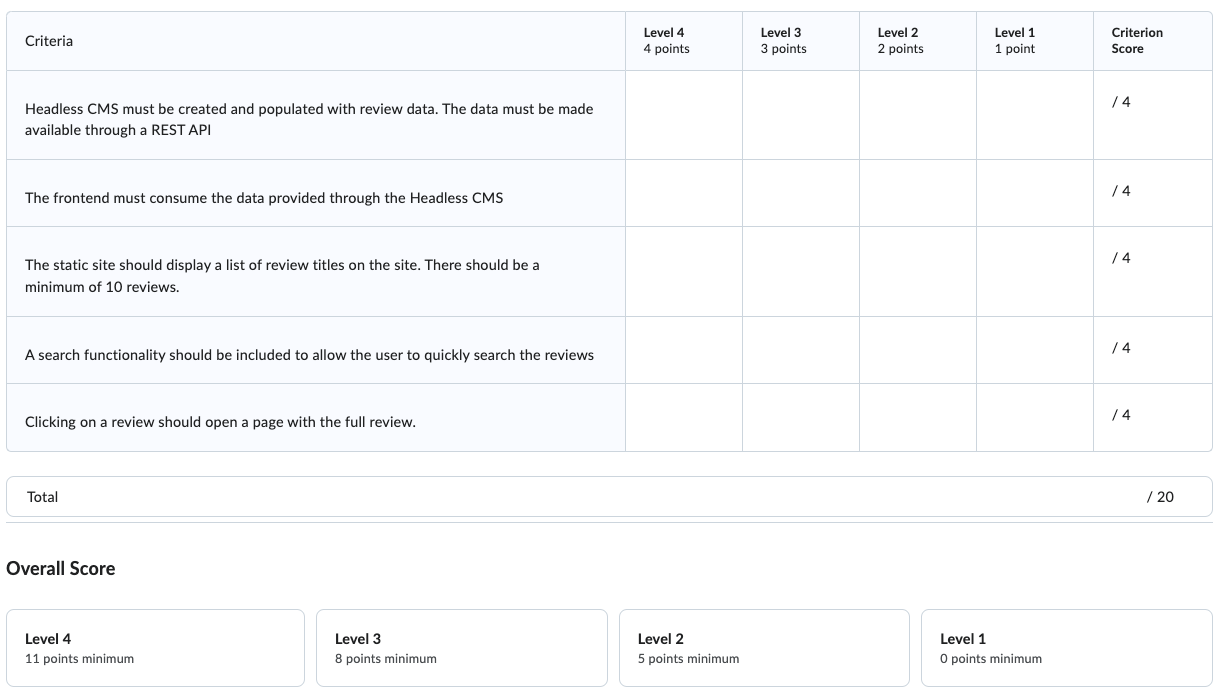 Criteria
Level 4
4 points
Level 3
3 points
Level 2
2 points
Level 1
1 point
Criterion
Score
Headless CMS must be created and populated with review data. The data must be made
available through a REST API
/ 4
The frontend must consume the data provided through the Headless CMS
/ 4
The static site should display a list of review titles on the site. There should be a
minimum of 10 reviews.
/ 4
A search functionality should be included to allow the user to quickly search the reviews
/ 4
Clicking on a review should open a page with the full review.
/ 4
Total
/ 20
Overall Score
Level 4
11 points minimum
Level 3
8 points minimum
Level 2
5 points minimum
Level 1
0 points minimum